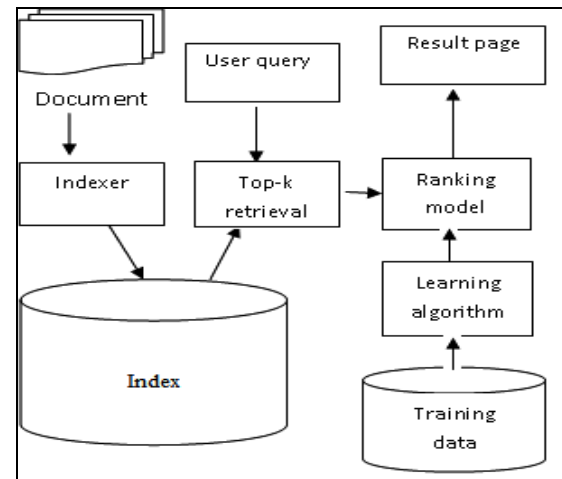 Document
Indexer
Index
User query
Top-k
retrieval
Result page
Ranking
model
Learning
algorithm
Training
data